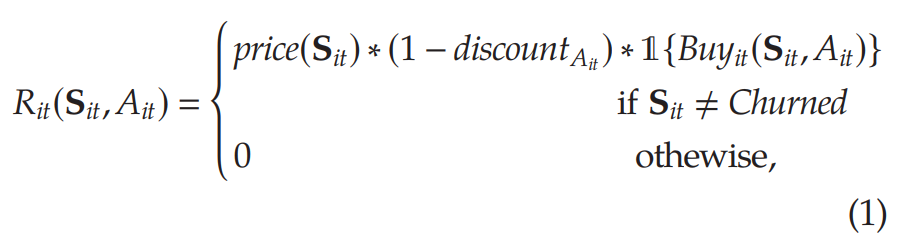 R_{it}(𝐒_{it}, A_{it}) = { price(𝐒_{it}) ∗ (1 − discount_{A_{it}}) ∗ 𝟙{Buy_{it}(𝐒_{it}, A_{it})}
if 𝐒_{it} ≠ Churned
0 othewise,
(1)